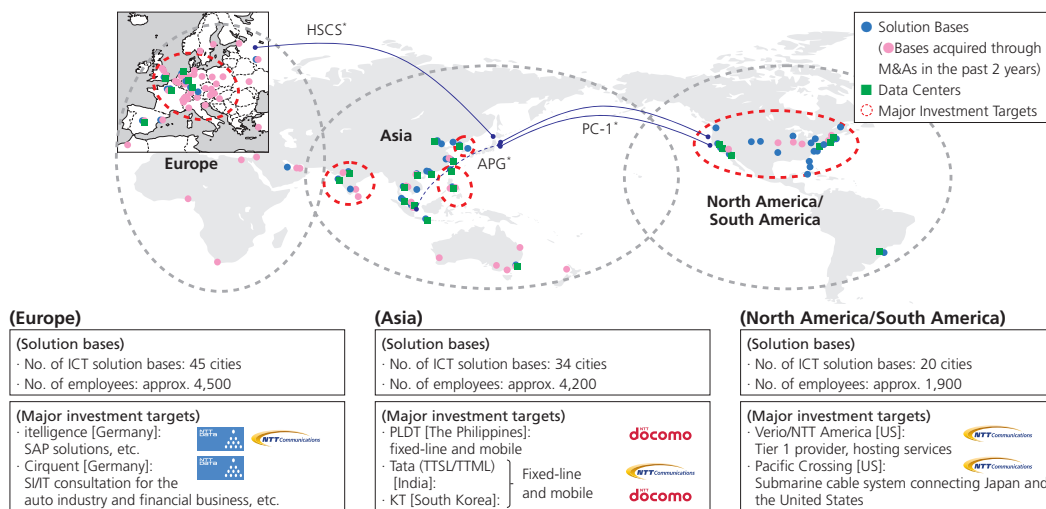 HSCS*
PC-1*
APG*
Asia
Europe
North America/
South America
Solution Bases
(Bases acquired through
M&As in the past 2 years)
Data Centers
Major Investment Targets
(Europe)
(Solution bases)
· No. of ICT solution bases: 45 cities
· No. of employees: approx. 4,500
(Major investment targets)
· itelligence [Germany]:
SAP solutions, etc.
NTT DATA
NTT Communications
· Cirquent [Germany]:
SI/IT consultation for the
auto industry and financial business, etc.
NTT DATA
(Asia)
(Solution bases)
· No. of ICT solution bases: 34 cities
· No. of employees: approx. 4,200
(Major investment targets)
· PLDT [The Philippines]:
fixed-line and mobile
NTT
docomo
· Tata (TTSL/TTML)
[India]:
· KT [South Korea]:
Fixed-line
and mobile
NTT Communications
NTT
docomo
(North America/South America)
(Solution bases)
· No. of ICT solution bases: 20 cities
· No. of employees: approx. 1,900
(Major investment targets)
· Verio/NTT America [US]:
Tier 1 provider, hosting services
NTT Communications
· Pacific Crossing [US]:
Submarine cable system connecting Japan and
the United States
NTT Communications